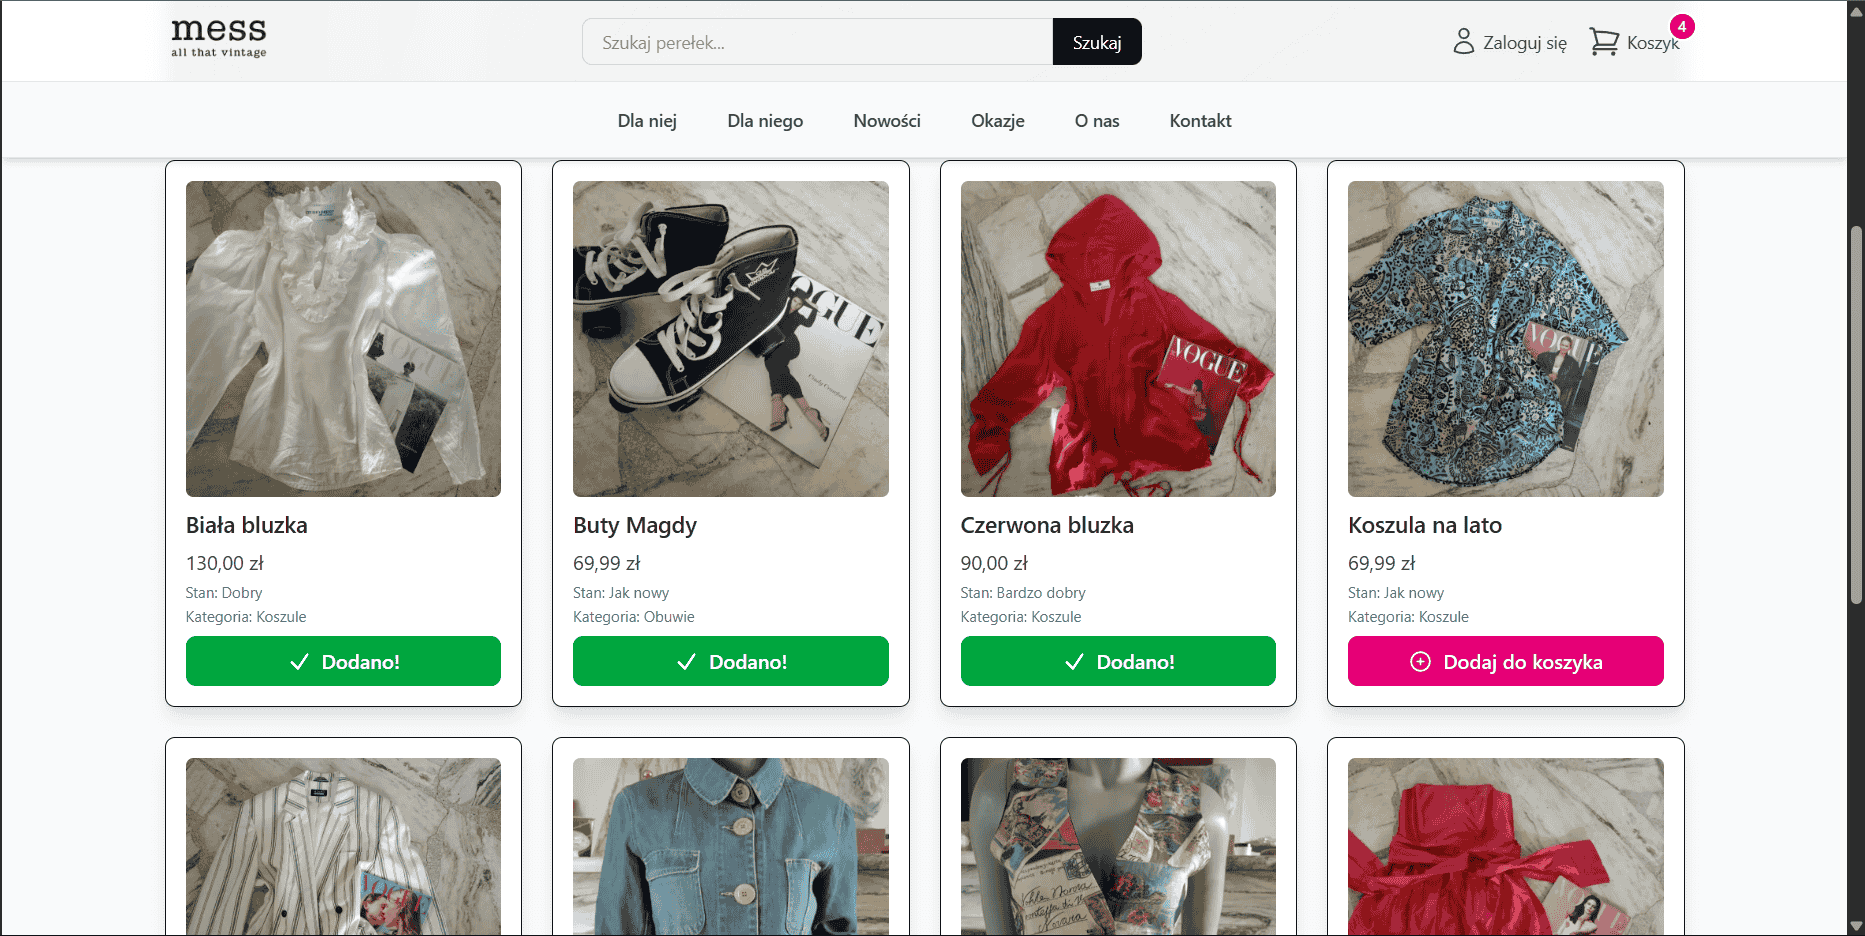 mess
all that vintage
Szukaj perełek...
Szukaj
Zaloguj się
Koszyk
4
Dla niej
Dla niego
Nowości
Okazje
O nas
Kontakt
VOGUE
VOGUE
VOGUE
Biała bluzka
130,00 zł
Stan: Dobry
Kategoria: Koszule
Dodano!
Buty Magdy
69,99 zł
Stan: Jak nowy
Kategoria: Obuwie
Dodano!
Czerwona bluzka
90,00 zł
Stan: Bardzo dobry
Kategoria: Koszule
Dodano!
Koszula na lato
69,99 zł
Stan: Jak nowy
Kategoria: Koszule
Dodaj do koszyka
VOGUE